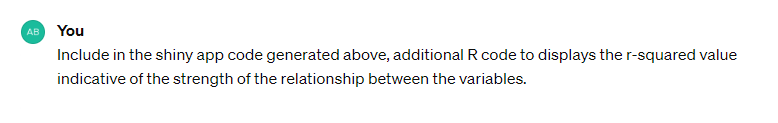 AB
You
Include in the shiny app code generated above, additional R code to displays the r-squared value
indicative of the strength of the relationship between the variables.